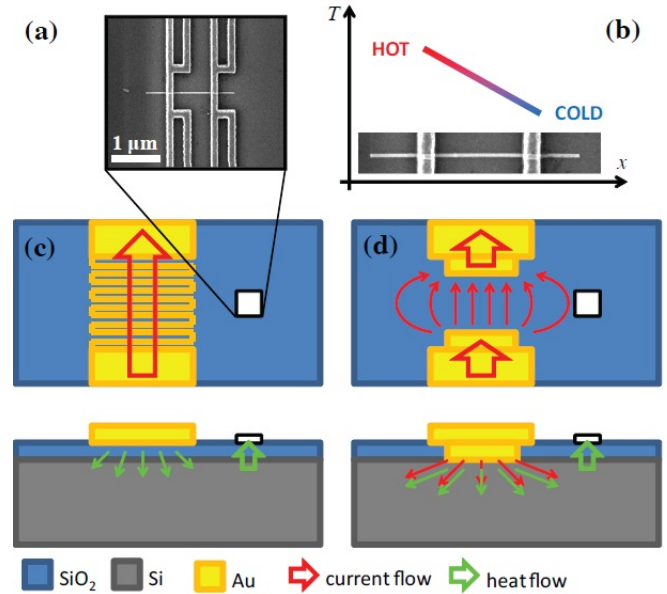 (a)
1 μm
T
HOT
(b)
COLD
x
(c)
(d)
SiO₂ Si Au current flow heat flow